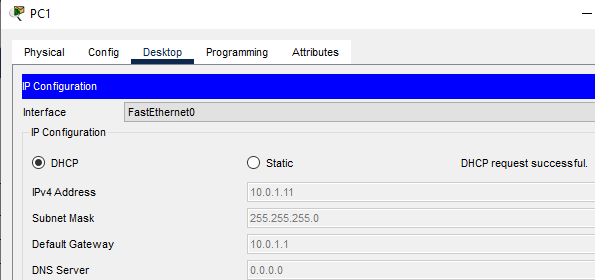 PC1
Physical Config Desktop Programming Attributes
IP Configuration
Interface FastEthernet0
IP Configuration
DHCP Static DHCP request successful.
IPv4 Address 10.0.1.11
Subnet Mask 255.255.255.0
Default Gateway 10.0.1.1
DNS Server 0.0.0.0